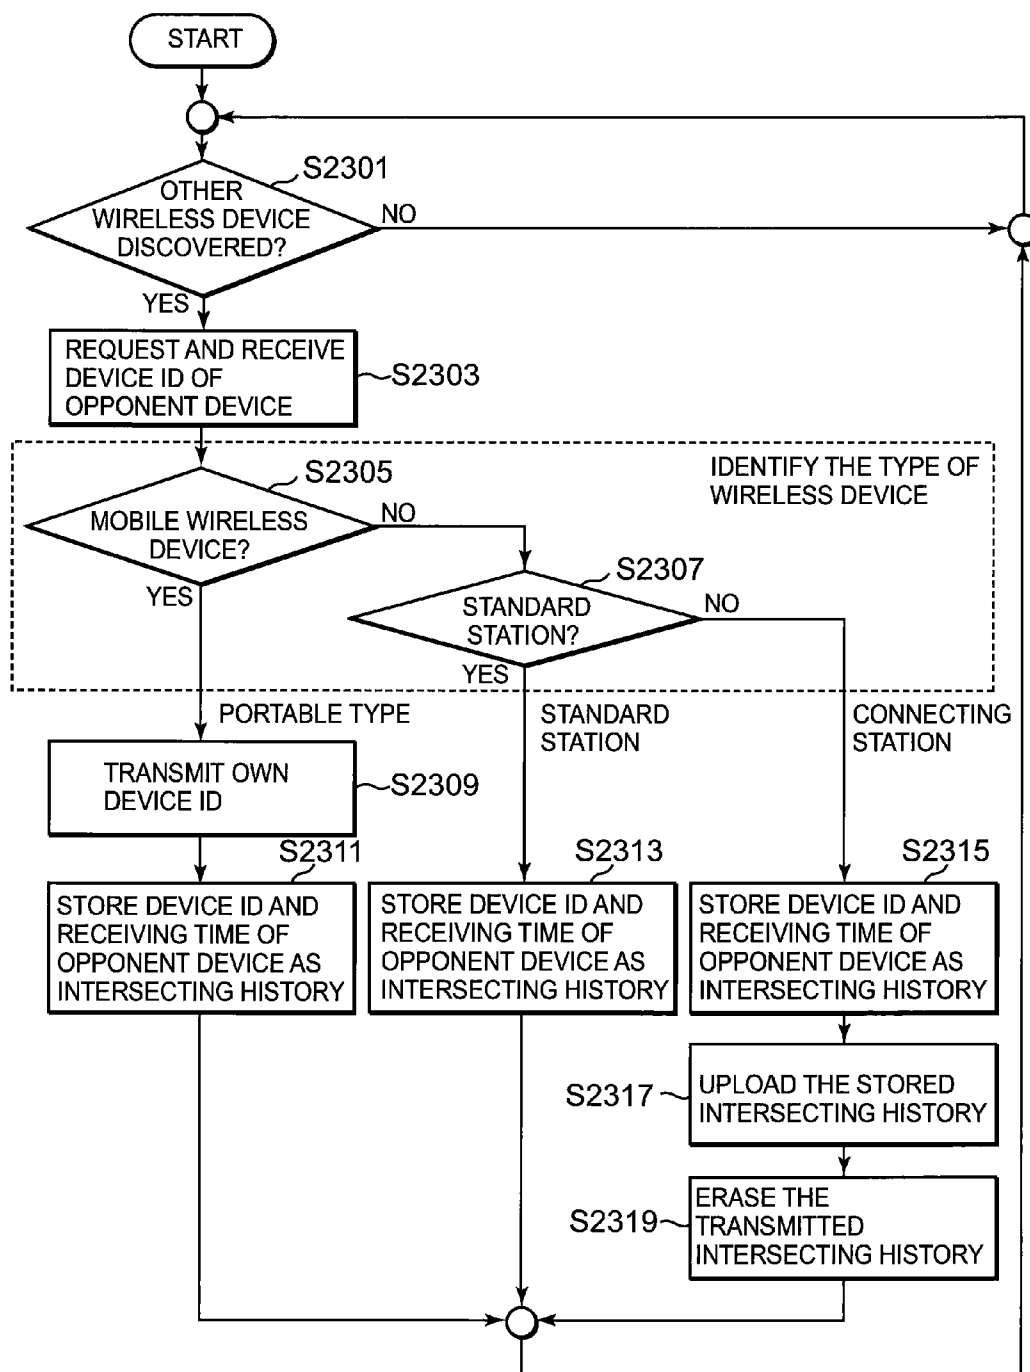 START
S2301
OTHER
WIRELESS DEVICE
DISCOVERED?
NO
YES
REQUEST AND RECEIVE
DEVICE ID OF
OPPONENT DEVICE
S2303
IDENTIFY THE TYPE OF
WIRELESS DEVICE
S2305
MOBILE WIRELESS
DEVICE?
NO
YES
S2307
STANDARD
STATION?
NO
YES
PORTABLE TYPE
STANDARD
STATION
CONNECTING
STATION
TRANSMIT OWN
DEVICE ID
S2309
S2311
STORE DEVICE ID AND
RECEIVING TIME OF
OPPONENT DEVICE AS
INTERSECTING HISTORY
S2313
STORE DEVICE ID AND
RECEIVING TIME OF
OPPONENT DEVICE AS
INTERSECTING HISTORY
S2315
STORE DEVICE ID AND
RECEIVING TIME OF
OPPONENT DEVICE AS
INTERSECTING HISTORY
S2317
UPLOAD THE STORED
INTERSECTING HISTORY
S2319
ERASE THE
TRANSMITTED
INTERSECTING HISTORY